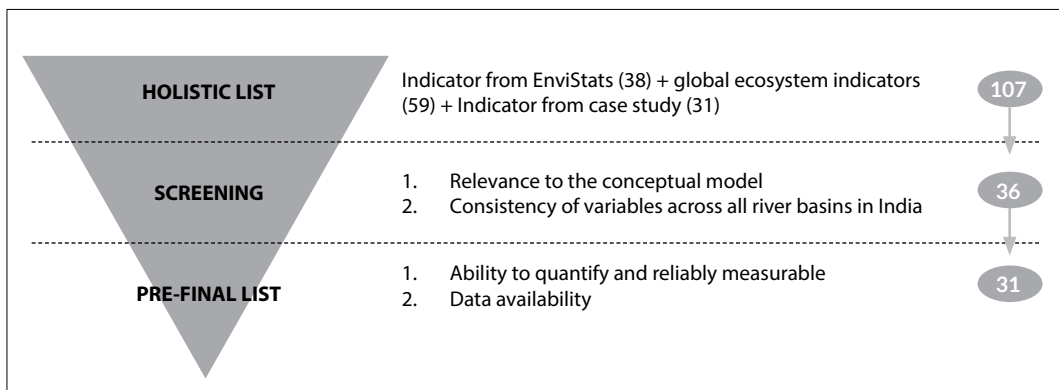 HOLISTIC LIST
Indicator from EnviStats (38) + global ecosystem indicators
(59) + Indicator from case study (31)
107
SCREENING
1. Relevance to the conceptual model
2. Consistency of variables across all river basins in India
36
PRE-FINAL LIST
1. Ability to quantify and reliably measurable
2. Data availability
31